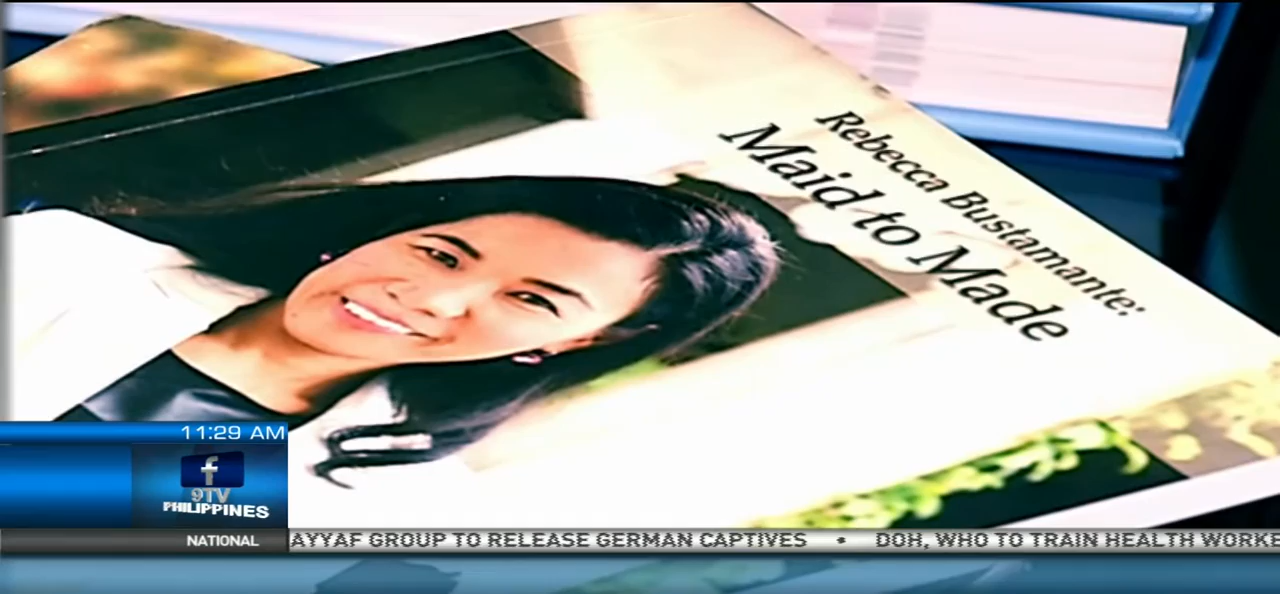 Rebecca Bustamante:
Maid to Made
11:29 AM
f
9TV
PHILIPPINES
NATIONAL
AYYAF GROUP TO RELEASE GERMAN CAPTIVES • DOH, WHO TO TRAIN HEALTH WORKE